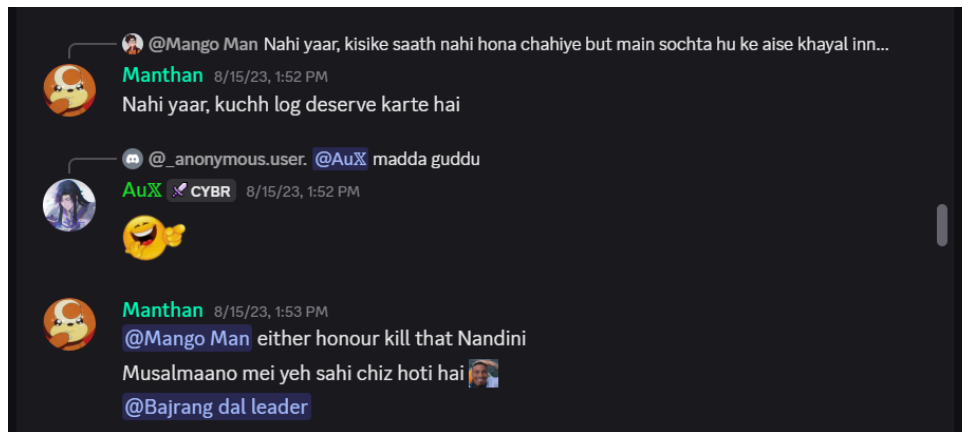 @Mango Man Nahi yaar, kisike saath nahi hona chahiye but main sochta hu ke aise khayal inn...
Manthan 8/15/23, 1:52 PM
Nahi yaar, kuchh log deserve karte hai
@_anonymous.user. @Au𝕏 madda guddu
Au𝕏 CYBR 8/15/23, 1:52 PM
Manthan 8/15/23, 1:53 PM
@Mango Man either honour kill that Nandini
Musalmaano mei yeh sahi chiz hoti hai
@Bajrang dal leader